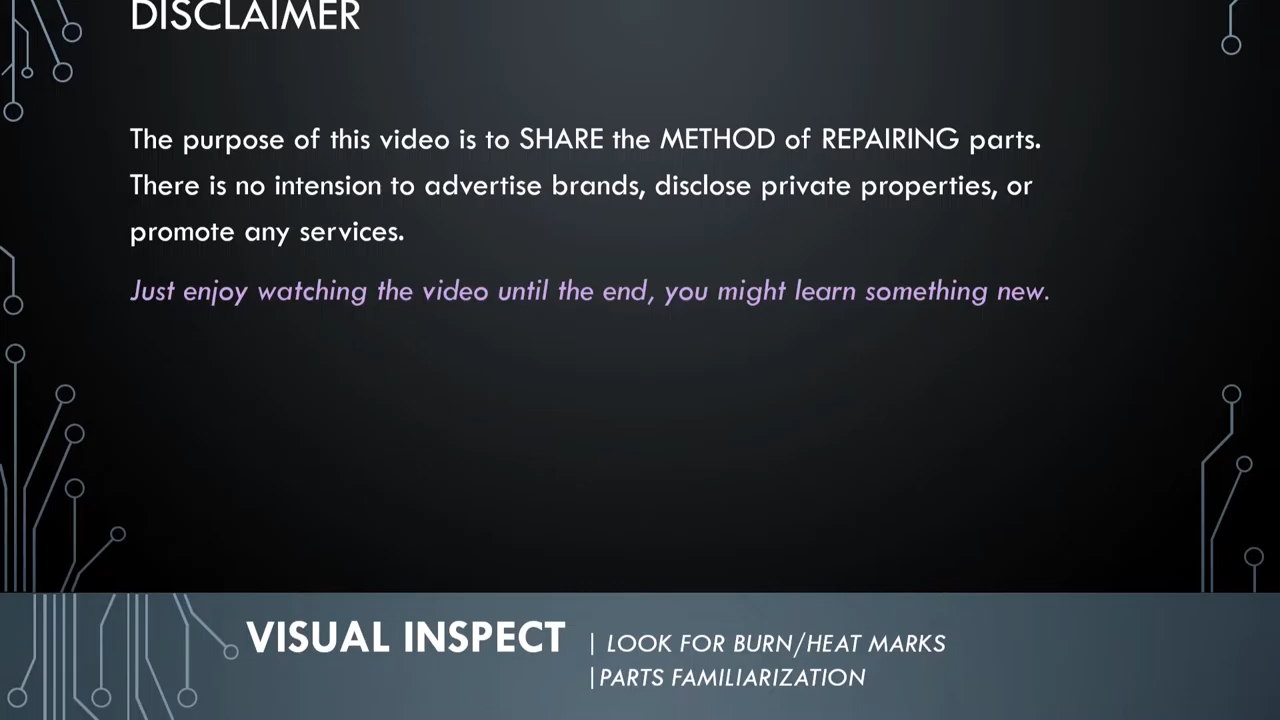 DISCLAIMER
The purpose of this video is to SHARE the METHOD of REPAIRING parts.
There is no intension to advertise brands, disclose private properties, or
promote any services.
Just enjoy watching the video until the end, you might learn something new.
VISUAL INSPECT | LOOK FOR BURN/HEAT MARKS
|PARTS FAMILIARIZATION